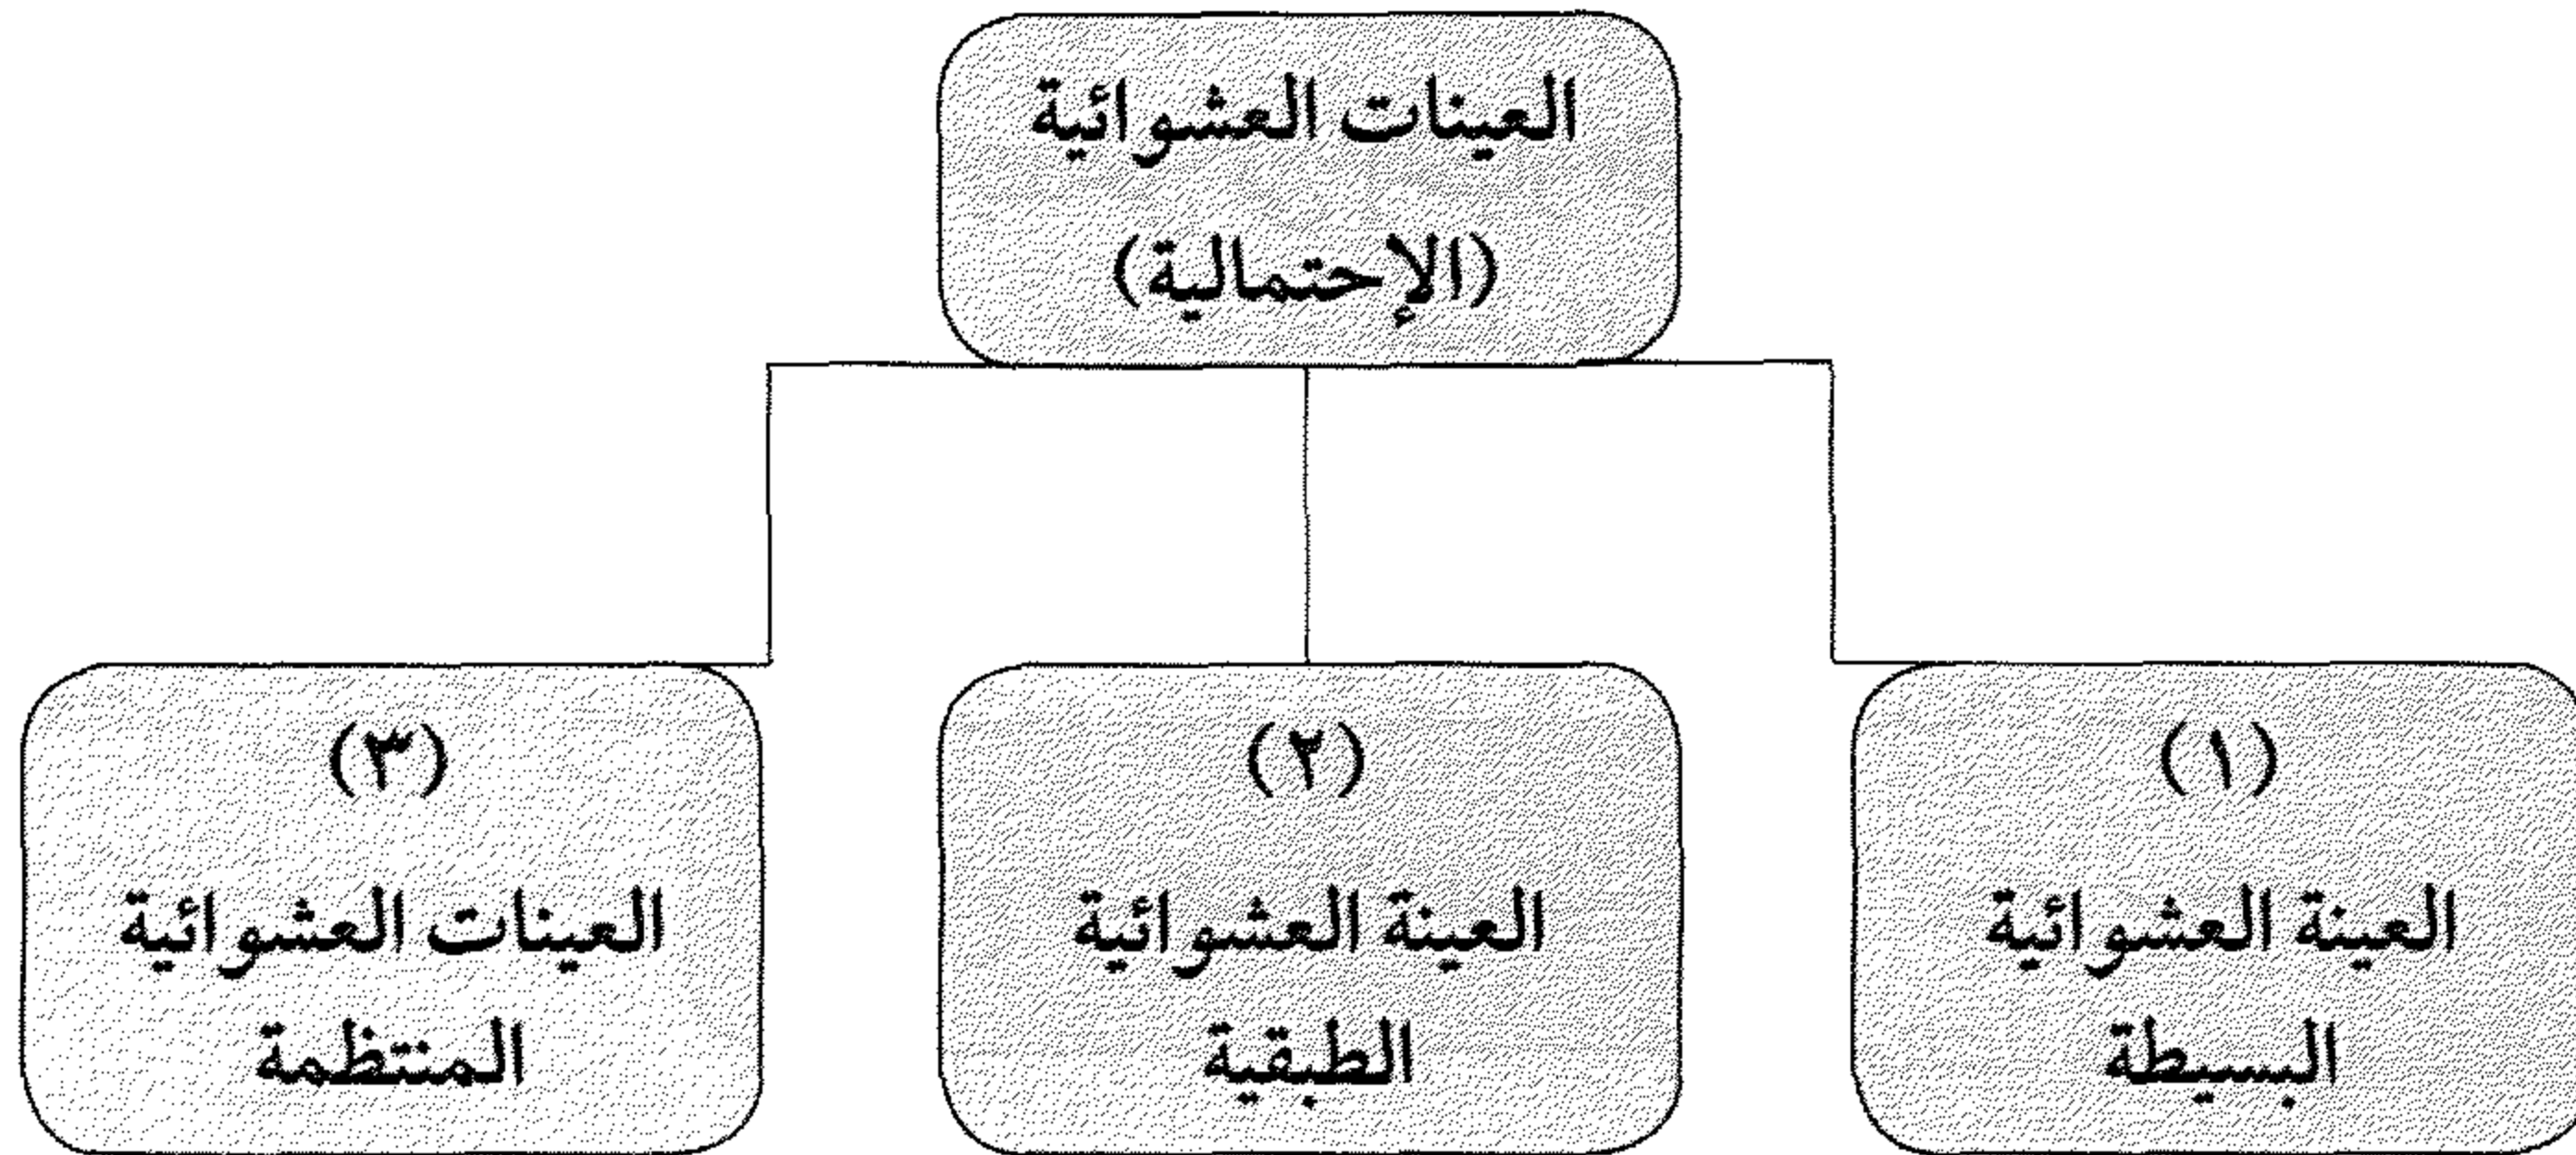 العينات العشوائية
(الإحتمالية)
(١)
العينة العشوائية
البسيطة
(٢)
العينة العشوائية
الطبقية
(٣)
العينات العشوائية
المنتظمة